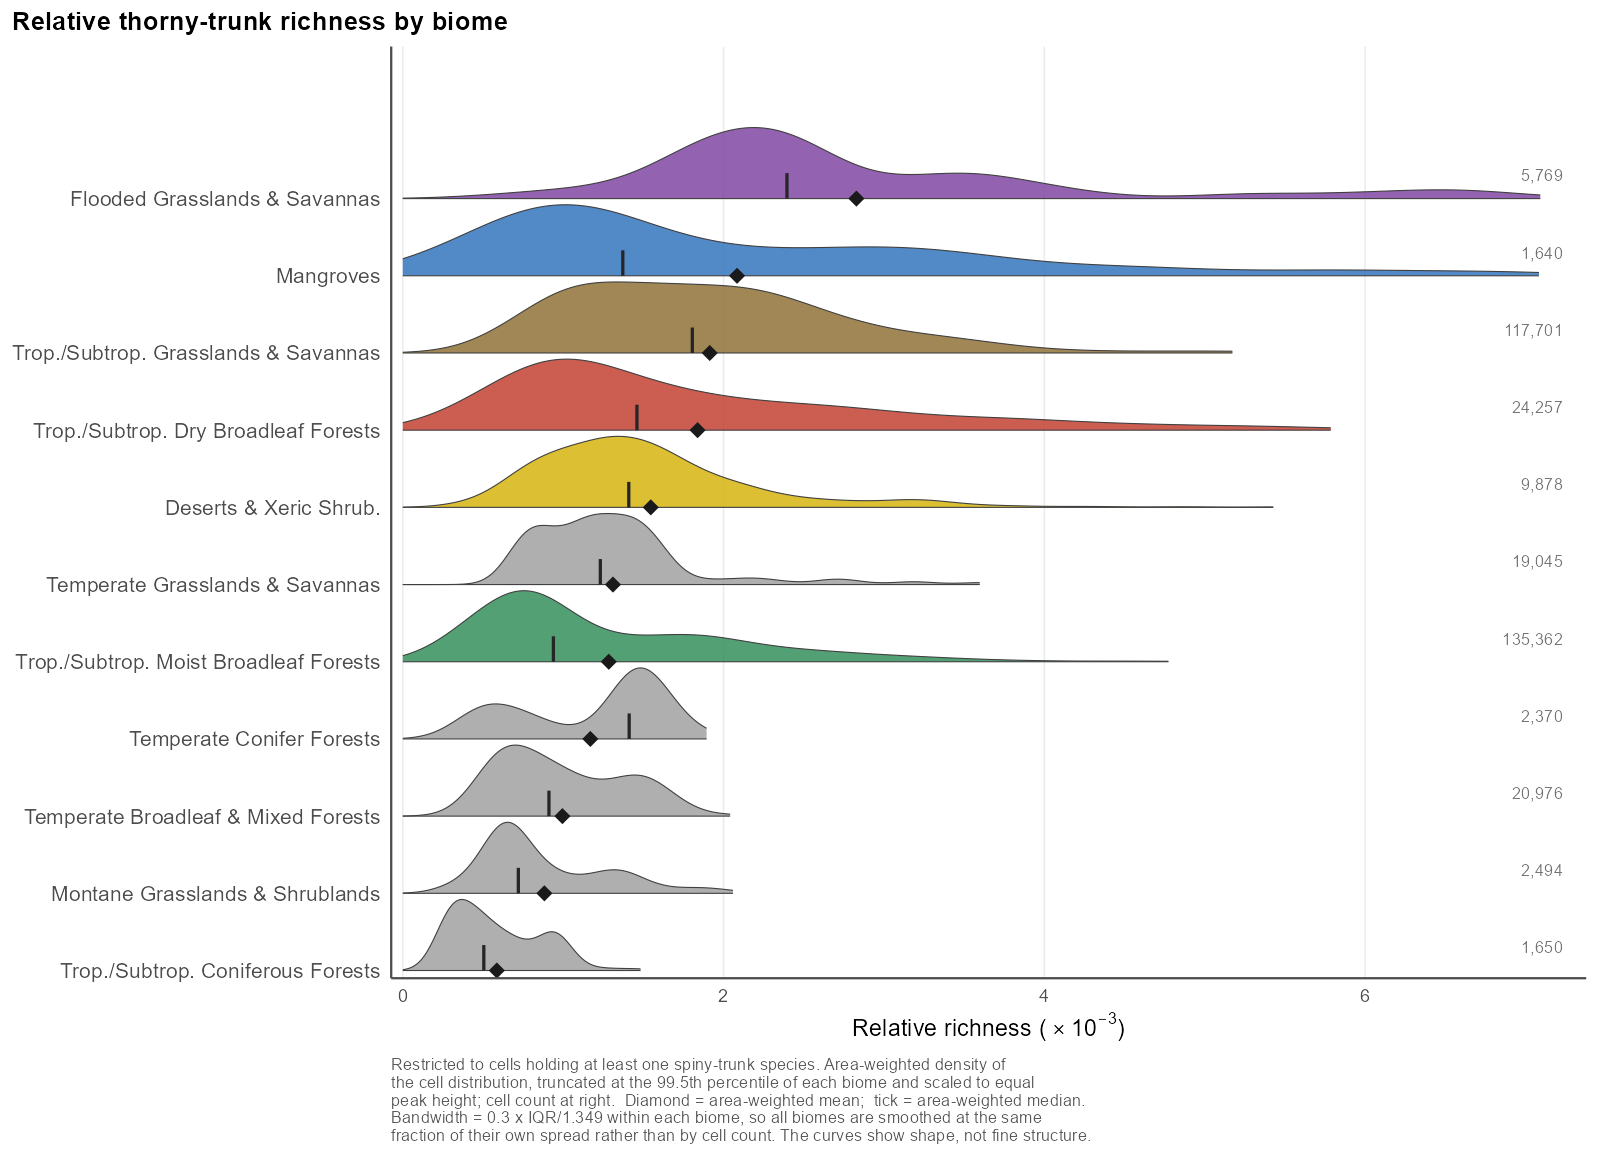 Relative thorny-trunk richness by biome
Flooded Grasslands & Savannas
5,769
Mangroves
1,640
Trop./Subtrop. Grasslands & Savannas
117,701
Trop./Subtrop. Dry Broadleaf Forests
24,257
Deserts & Xeric Shrub.
9,878
Temperate Grasslands & Savannas
19,045
Trop./Subtrop. Moist Broadleaf Forests
135,362
Temperate Conifer Forests
2,370
Temperate Broadleaf & Mixed Forests
20,976
Montane Grasslands & Shrublands
2,494
Trop./Subtrop. Coniferous Forests
1,650
0 2 4 6
Relative richness ( × 10⁻³)
Restricted to cells holding at least one spiny-trunk species. Area-weighted density of
the cell distribution, truncated at the 99.5th percentile of each biome and scaled to equal
peak height; cell count at right.  Diamond = area-weighted mean;  tick = area-weighted median.
Bandwidth = 0.3 x IQR/1.349 within each biome, so all biomes are smoothed at the same
fraction of their own spread rather than by cell count. The curves show shape, not fine structure.